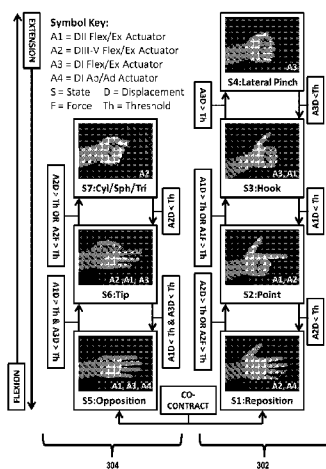 EXTENSION
FLEXION
Symbol Key:
A1 = DII Flex/Ex Actuator
A2 = DIII-V Flex/Ex Actuator
A3 = DI Flex/Ex Actuator
A4 = DI Ab/Ad Actuator
S = State D = Displacement
F = Force Th = Threshold
A3
S4:Lateral Pinch
A3D > Th
A3D < Th
A2
S7:Cyl/Sph/Tri
A3, A1
S3:Hook
A2D > Th OR A2F > Th
A2D < Th
A1D > Th OR A1F > Th
A1D < Th
A2, A1, A3
S6:Tip
A1, A2
S2:Point
A1D > Th & A3D > Th
A1D < Th & A3D < Th
A2D > Th OR A2F > Th
A2D < Th
A1, A3, A4
S5:Opposition
CO-
CONTRACT
A2, A4
S1:Reposition
304
302